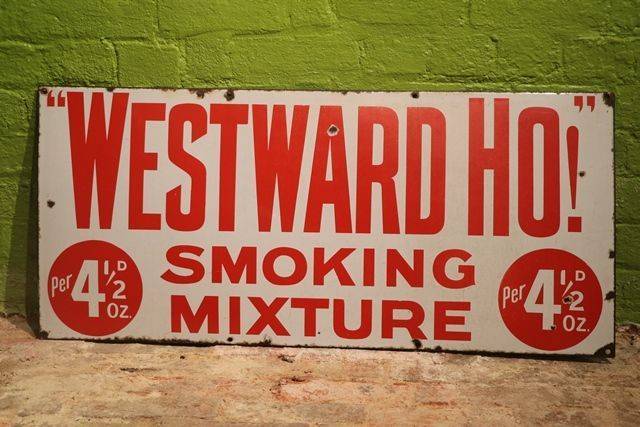 "WESTWARD HO!"
SMOKING
MIXTURE
Per 4½D OZ.
Per 4½D OZ.